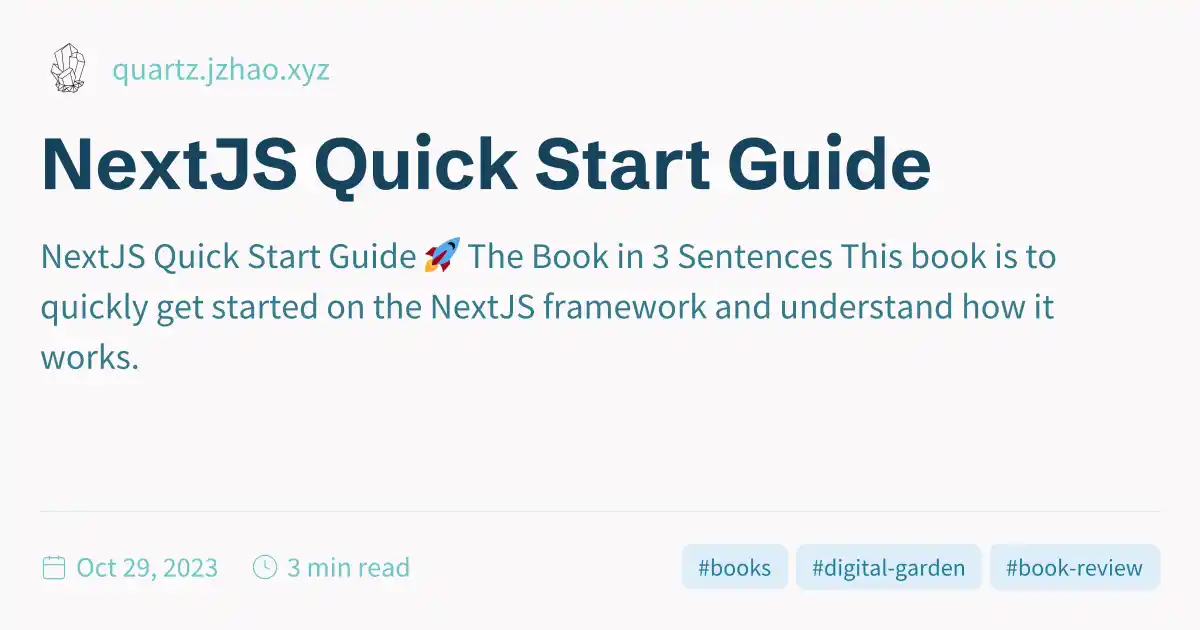 quartz.jzhao.xyz
NextJS Quick Start Guide
NextJS Quick Start Guide 🚀 The Book in 3 Sentences This book is to
quickly get started on the NextJS framework and understand how it
works.
Oct 29, 2023 3 min read #books #digital-garden #book-review